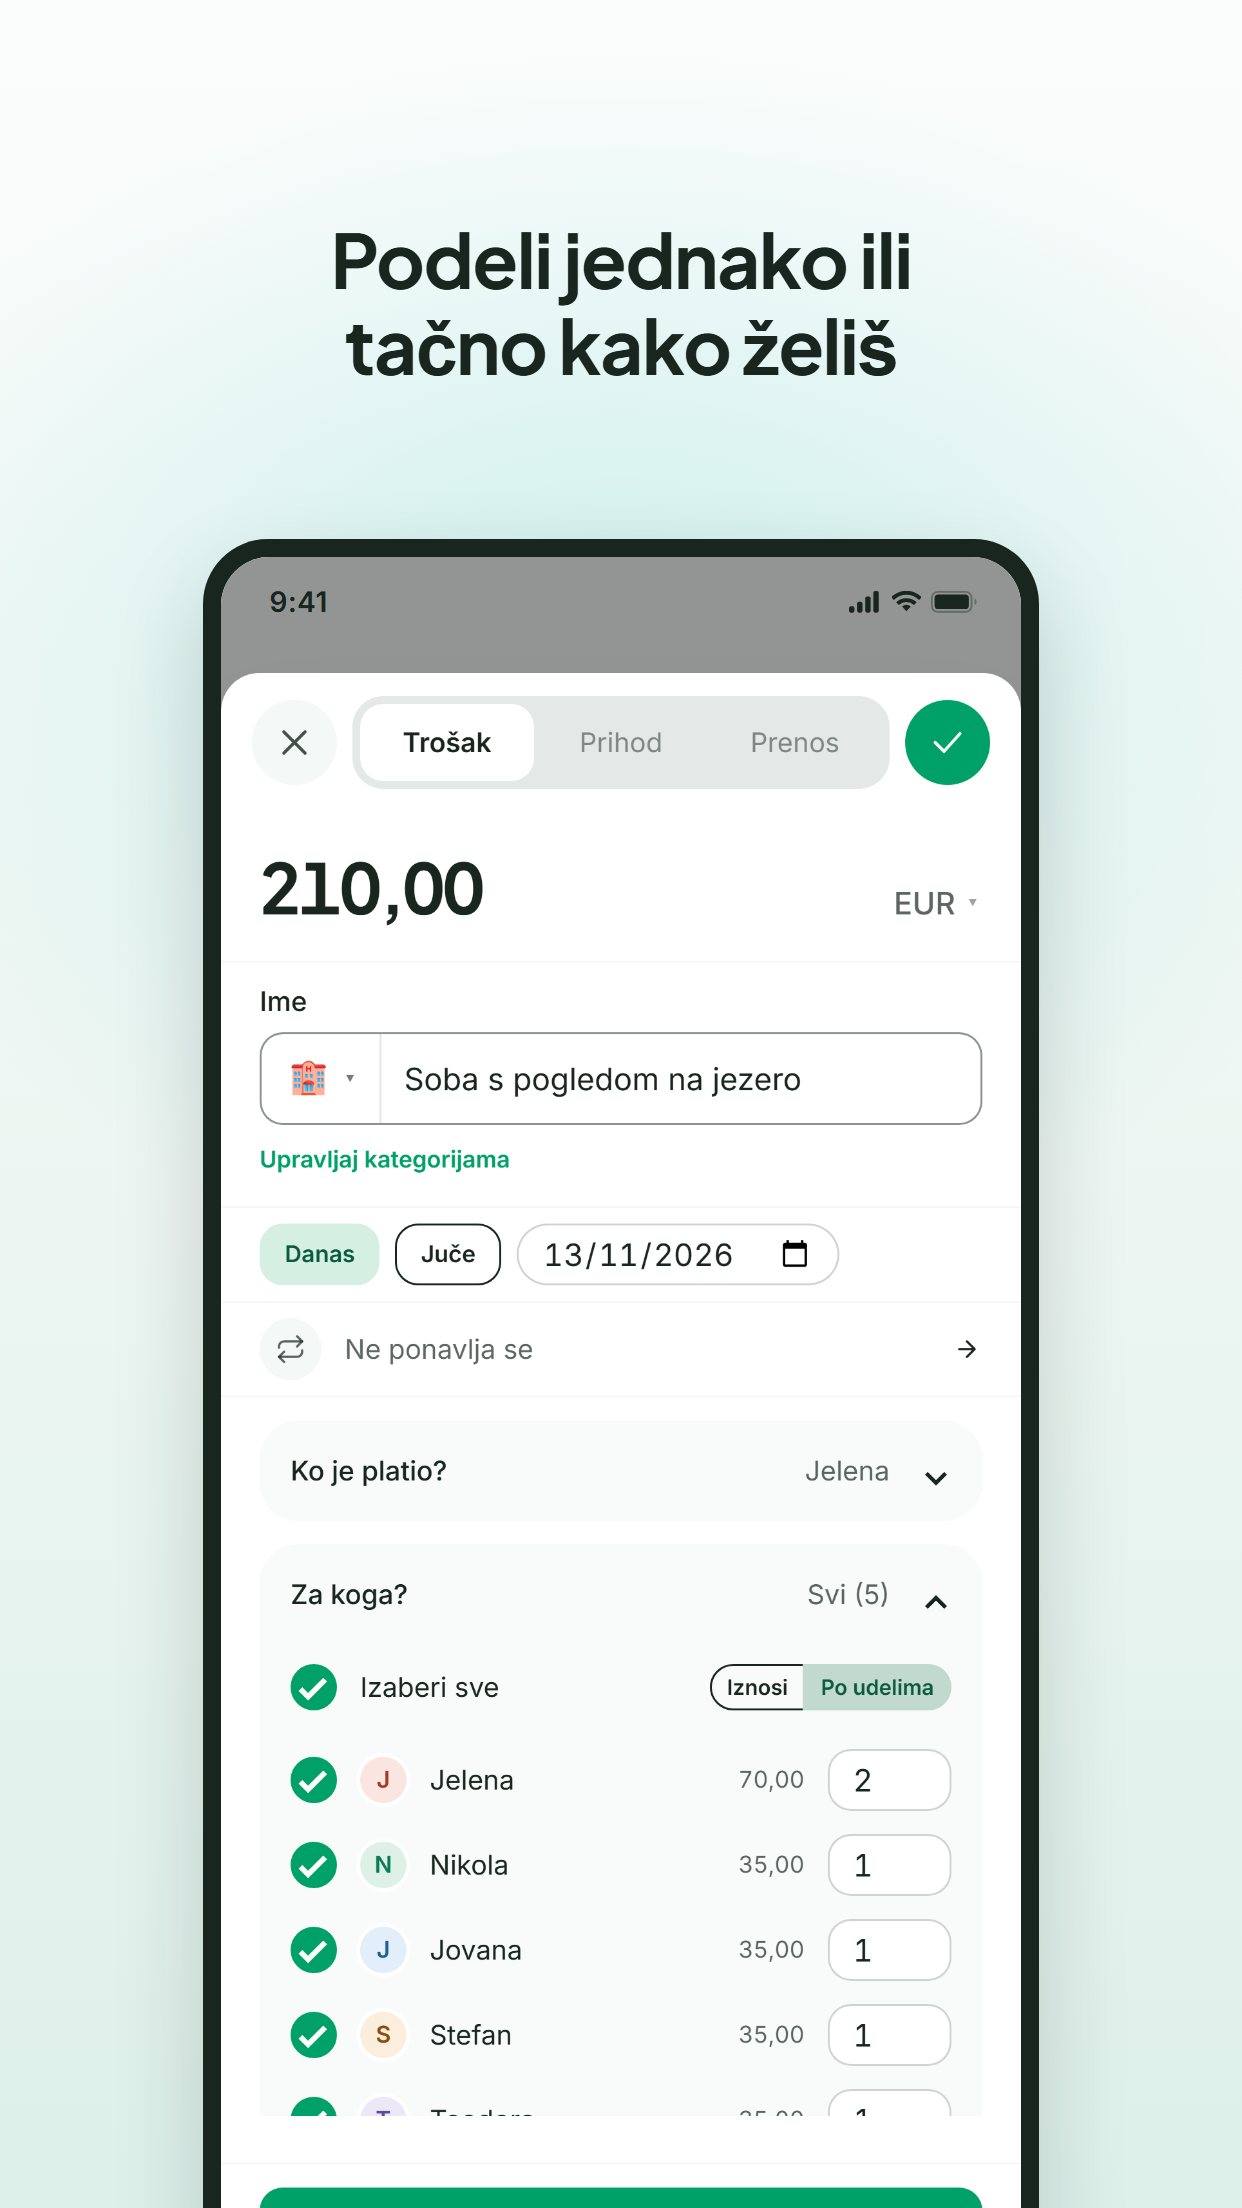 Podeli jednako ili
tačno kako želiš
9:41
Trošak
Prihod
Prenos
210,00
EUR
Ime
Soba s pogledom na jezero
Upravljaj kategorijama
Danas
Juče
13/11/2026
Ne ponavlja se
Ko je platio?
Jelena
Za koga?
Svi (5)
Izaberi sve
Iznosi
Po udelima
J
Jelena
70,00
2
N
Nikola
35,00
1
J
Jovana
35,00
1
S
Stefan
35,00
1